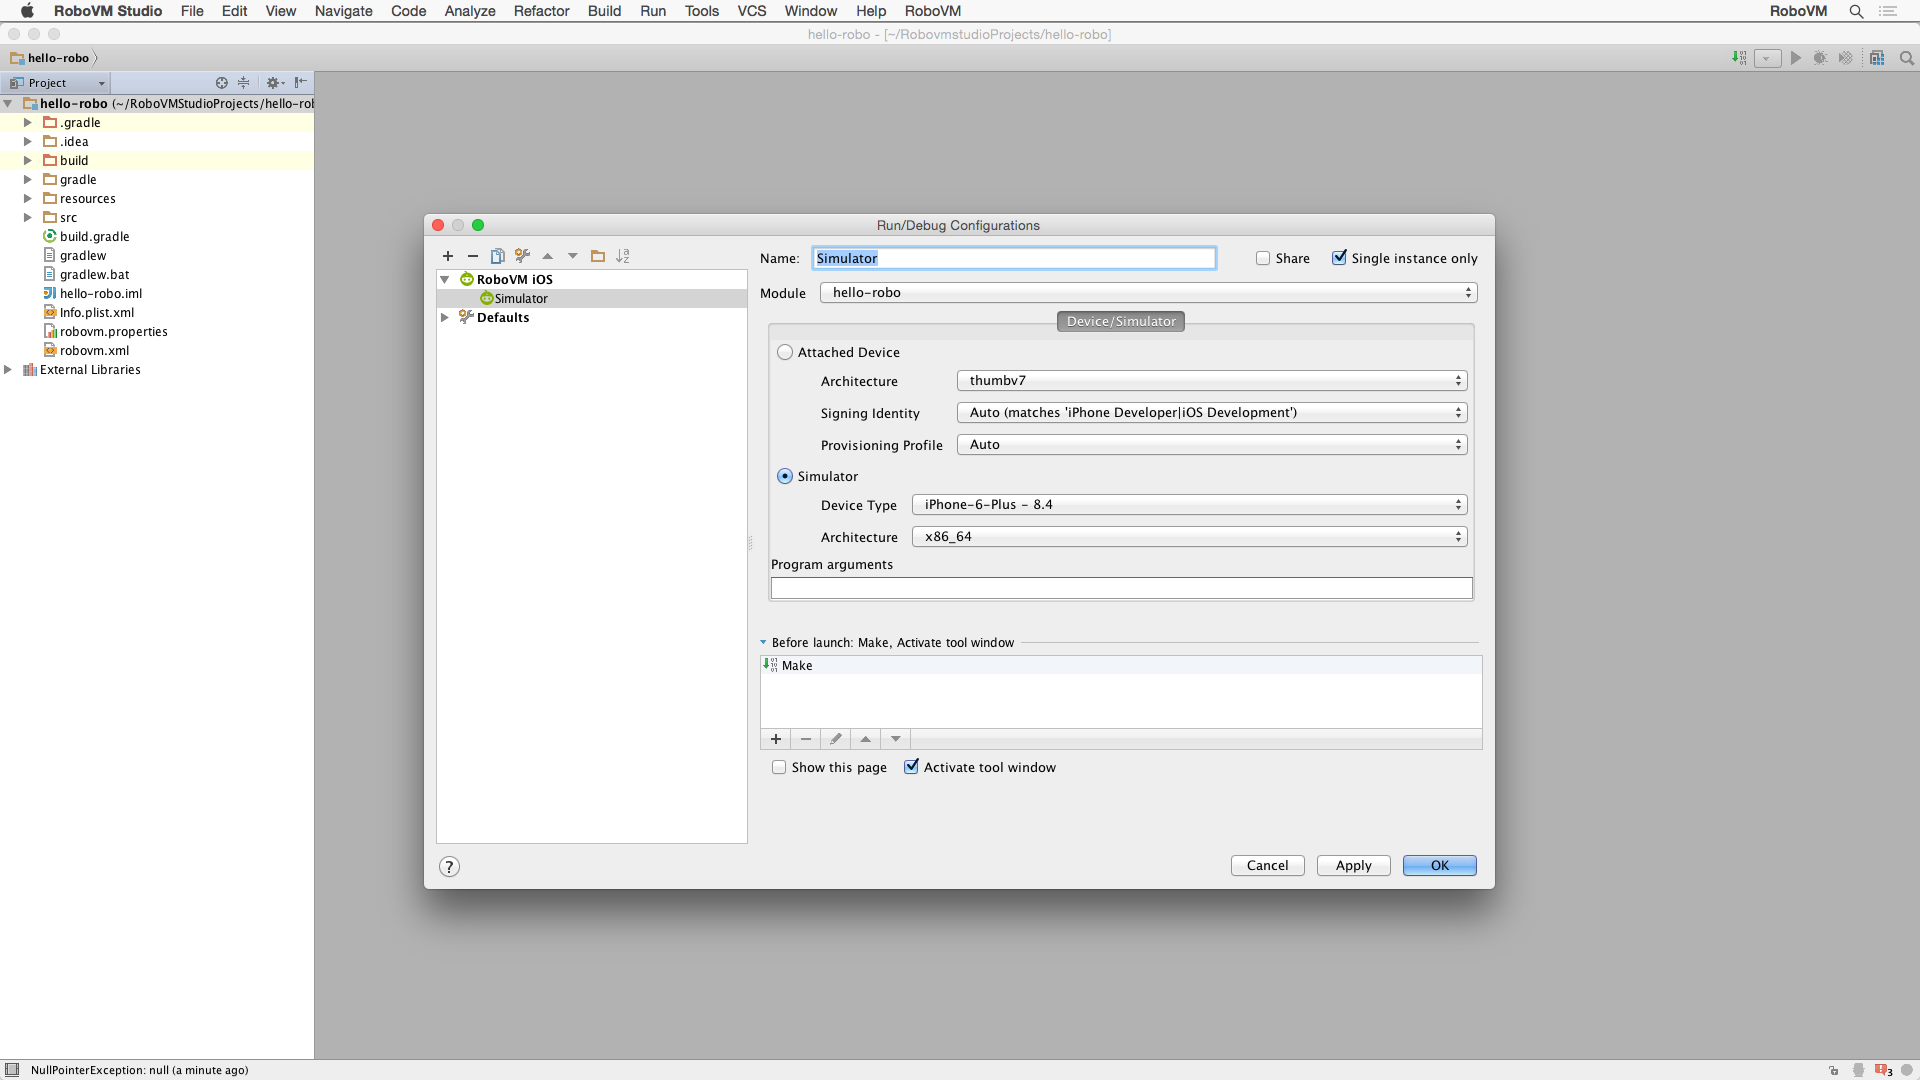 RoboVM Studio File Edit View Navigate Code Analyze Refactor Build Run Tools VCS Window Help RoboVM RoboVM
hello-robo - [~/RobovmstudioProjects/hello-robo]
hello-robo
Project
hello-robo (~/RoboVMStudioProjects/hello-rob
.gradle
.idea
build
gradle
resources
src
build.gradle
gradlew
gradlew.bat
hello-robo.iml
Info.plist.xml
robovm.properties
robovm.xml
External Libraries
Run/Debug Configurations
RoboVM iOS
Simulator
Defaults
Name: Simulator Share Single instance only
Module hello-robo
Device/Simulator
Attached Device
Architecture thumbv7
Signing Identity Auto (matches 'iPhone Developer|iOS Development')
Provisioning Profile Auto
Simulator
Device Type iPhone-6-Plus - 8.4
Architecture x86_64
Program arguments
Before launch: Make, Activate tool window
Make
Show this page Activate tool window
? Cancel Apply OK
NullPointerException: null (a minute ago) 3